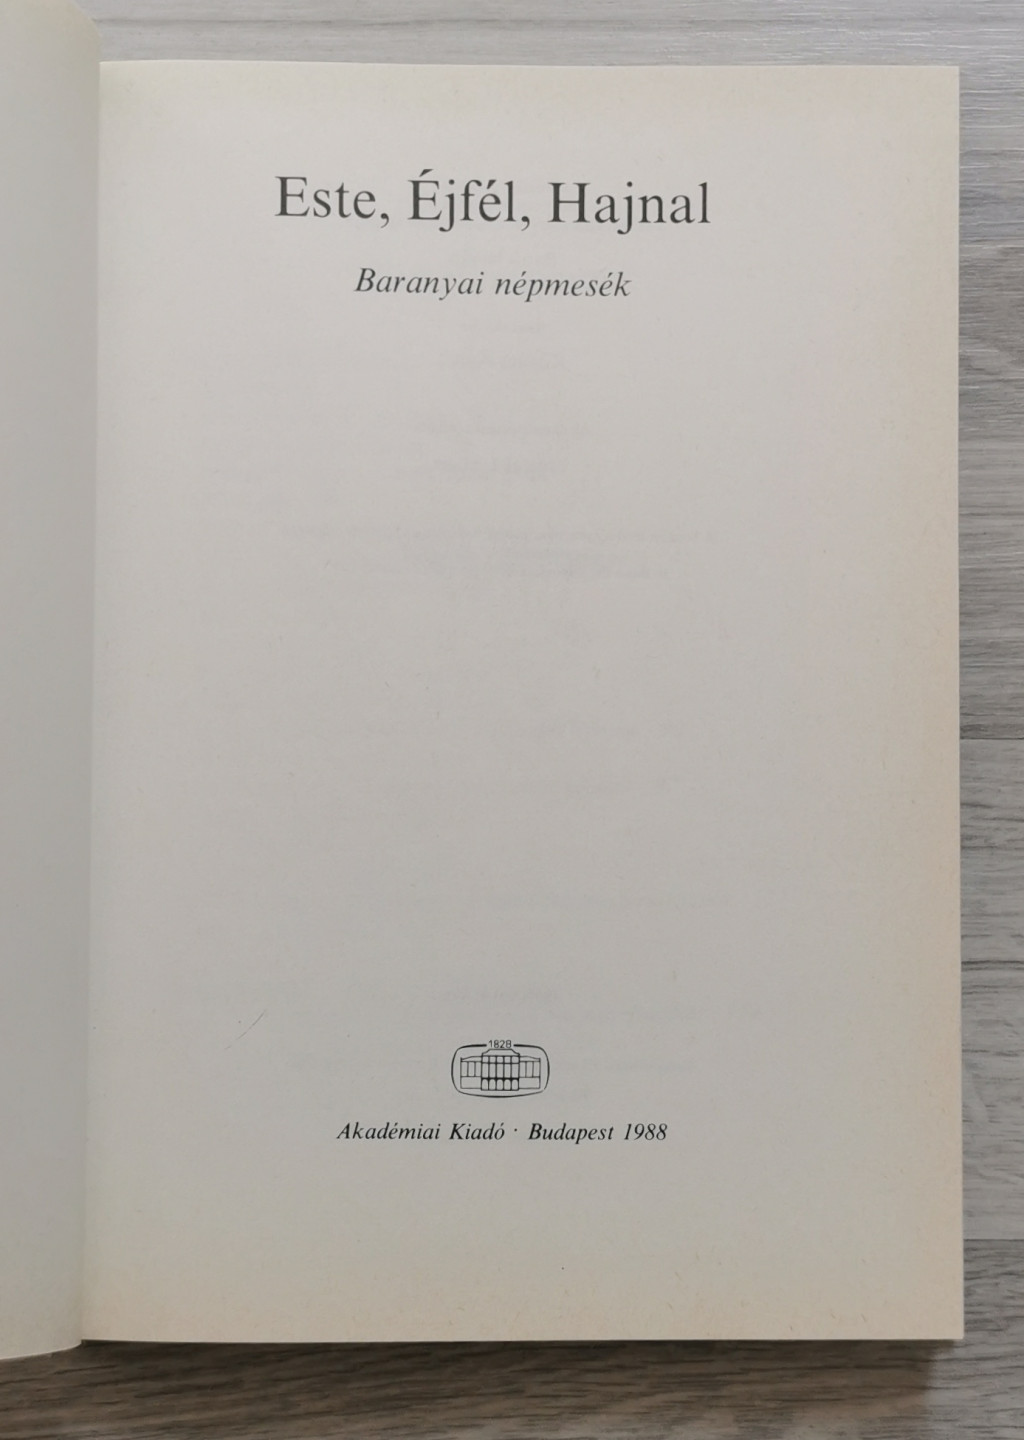 Este, Éjfél, Hajnal
Baranyai népmesék
1828
Akadémiai Kiadó · Budapest 1988